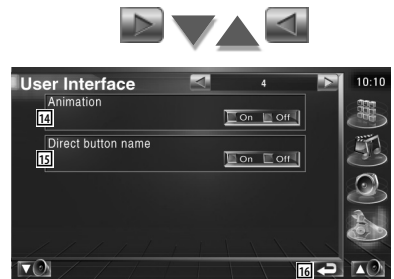 User Interface 4 10:10
Animation
14 On Off
Direct button name
15 On Off
16